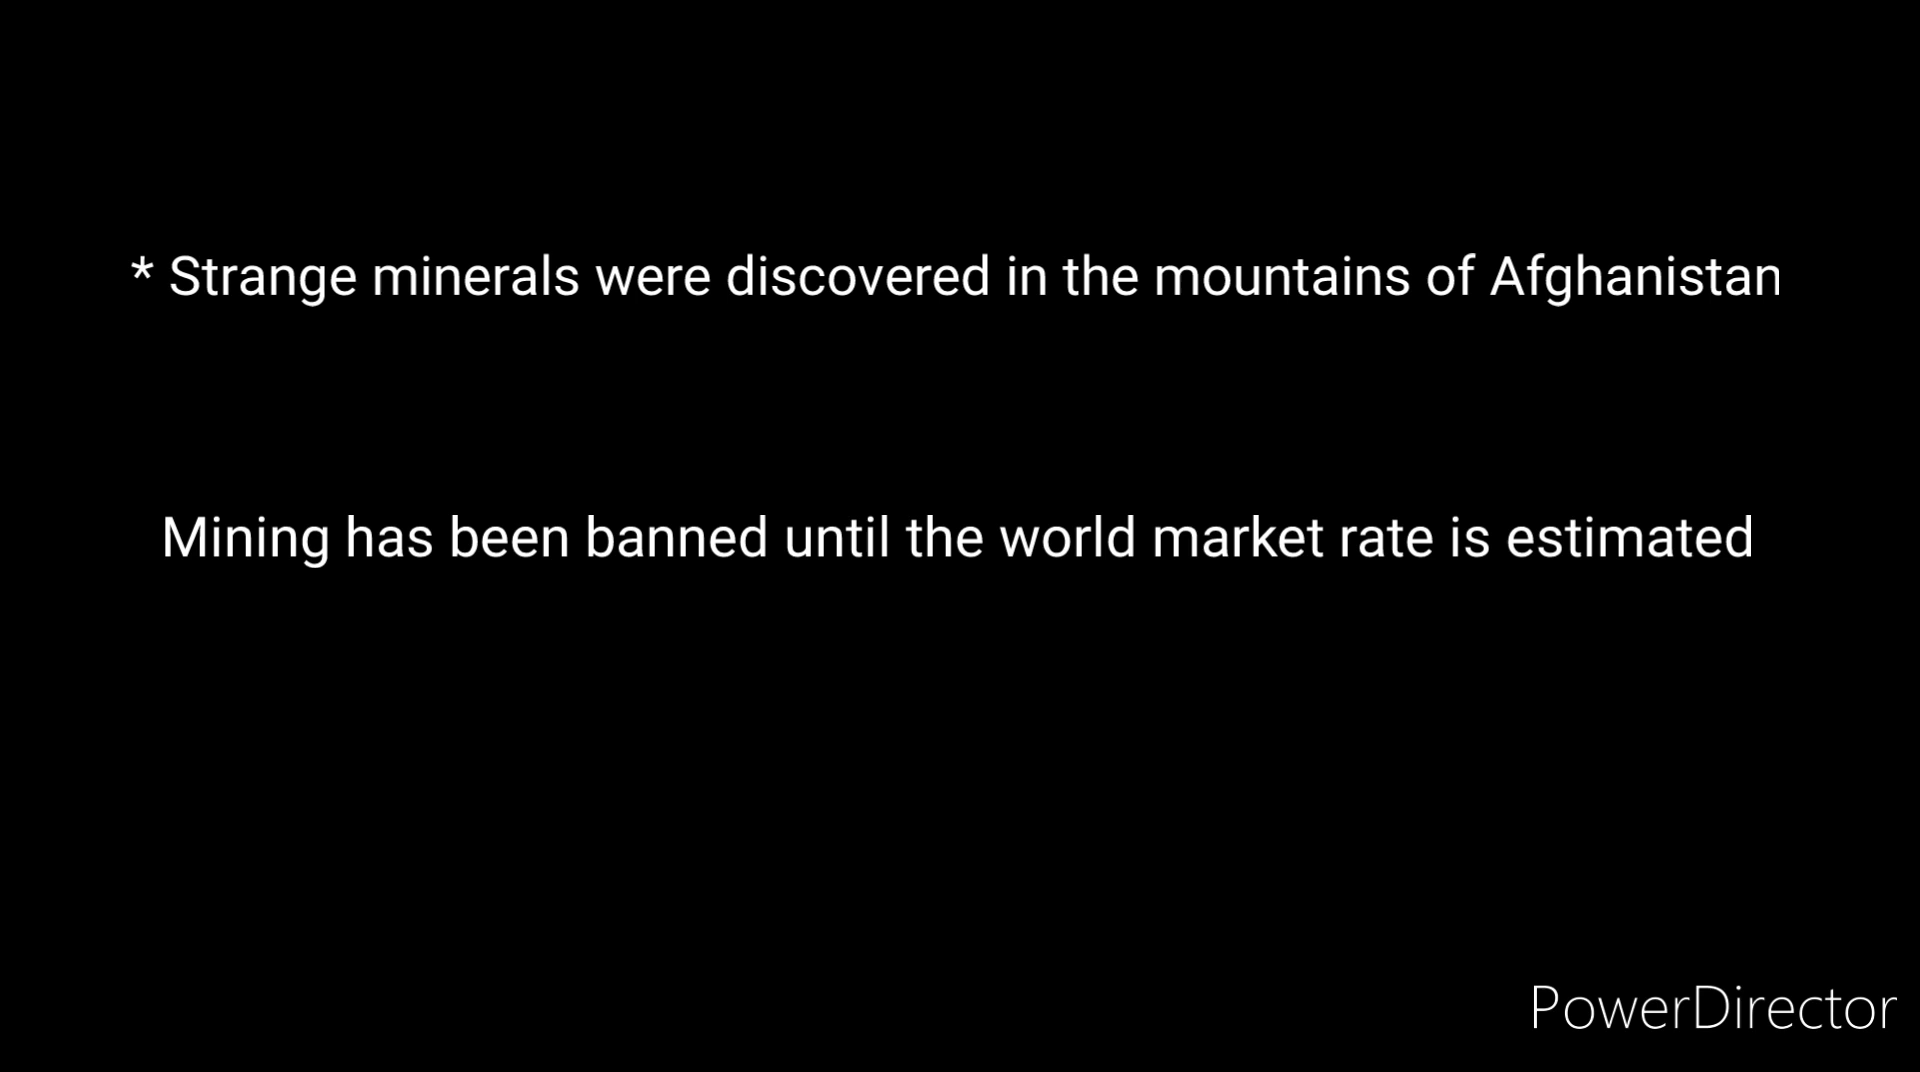 * Strange minerals were discovered in the mountains of Afghanistan
Mining has been banned until the world market rate is estimated
PowerDirector